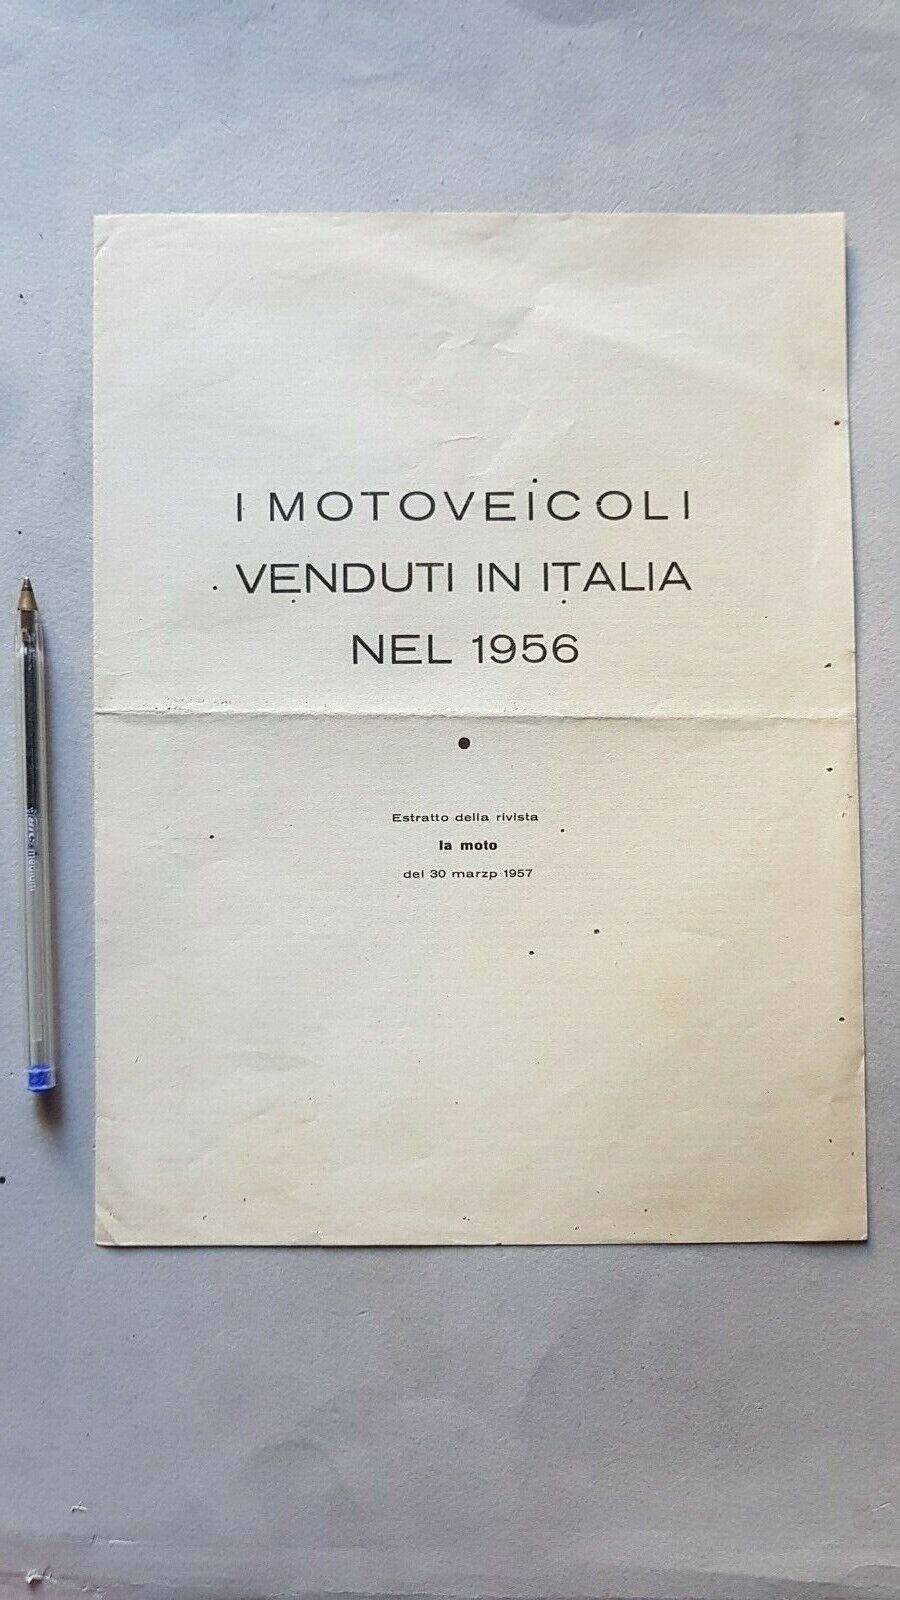 I MOTOVEICOLI
VENDUTI IN ITALIA
NEL 1956
Estratto della rivista
la moto
del 30 marzp 1957